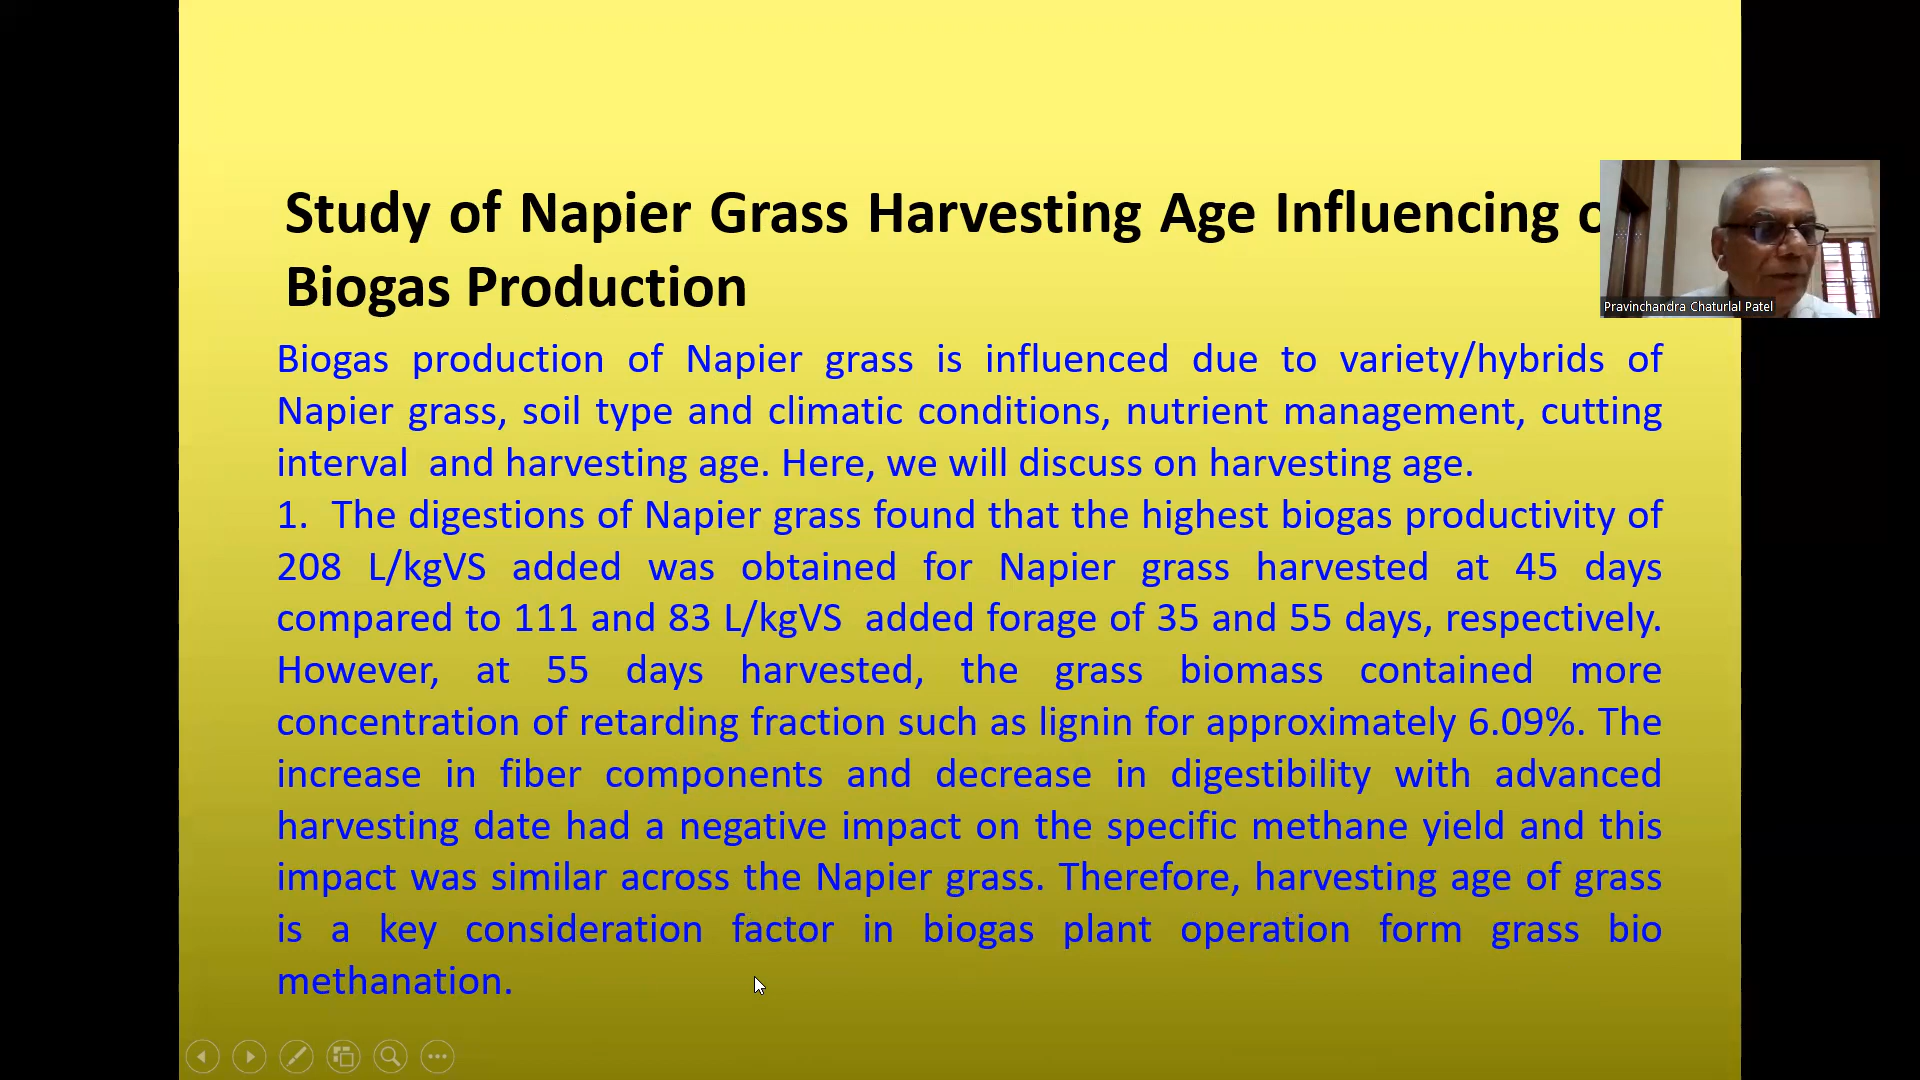 Study of Napier Grass Harvesting Age Influencing
Biogas Production
Pravinchandra Chaturlal Patel
Biogas production of Napier grass is influenced due to variety/hybrids of
Napier grass, soil type and climatic conditions, nutrient management, cutting
interval and harvesting age. Here, we will discuss on harvesting age.
1. The digestions of Napier grass found that the highest biogas productivity of
208 L/kgVS added was obtained for Napier grass harvested at 45 days
compared to 111 and 83 L/kgVS added forage of 35 and 55 days, respectively.
However, at 55 days harvested, the grass biomass contained more
concentration of retarding fraction such as lignin for approximately 6.09%. The
increase in fiber components and decrease in digestibility with advanced
harvesting date had a negative impact on the specific methane yield and this
impact was similar across the Napier grass. Therefore, harvesting age of grass
is a key consideration factor in biogas plant operation form grass bio
methanation.